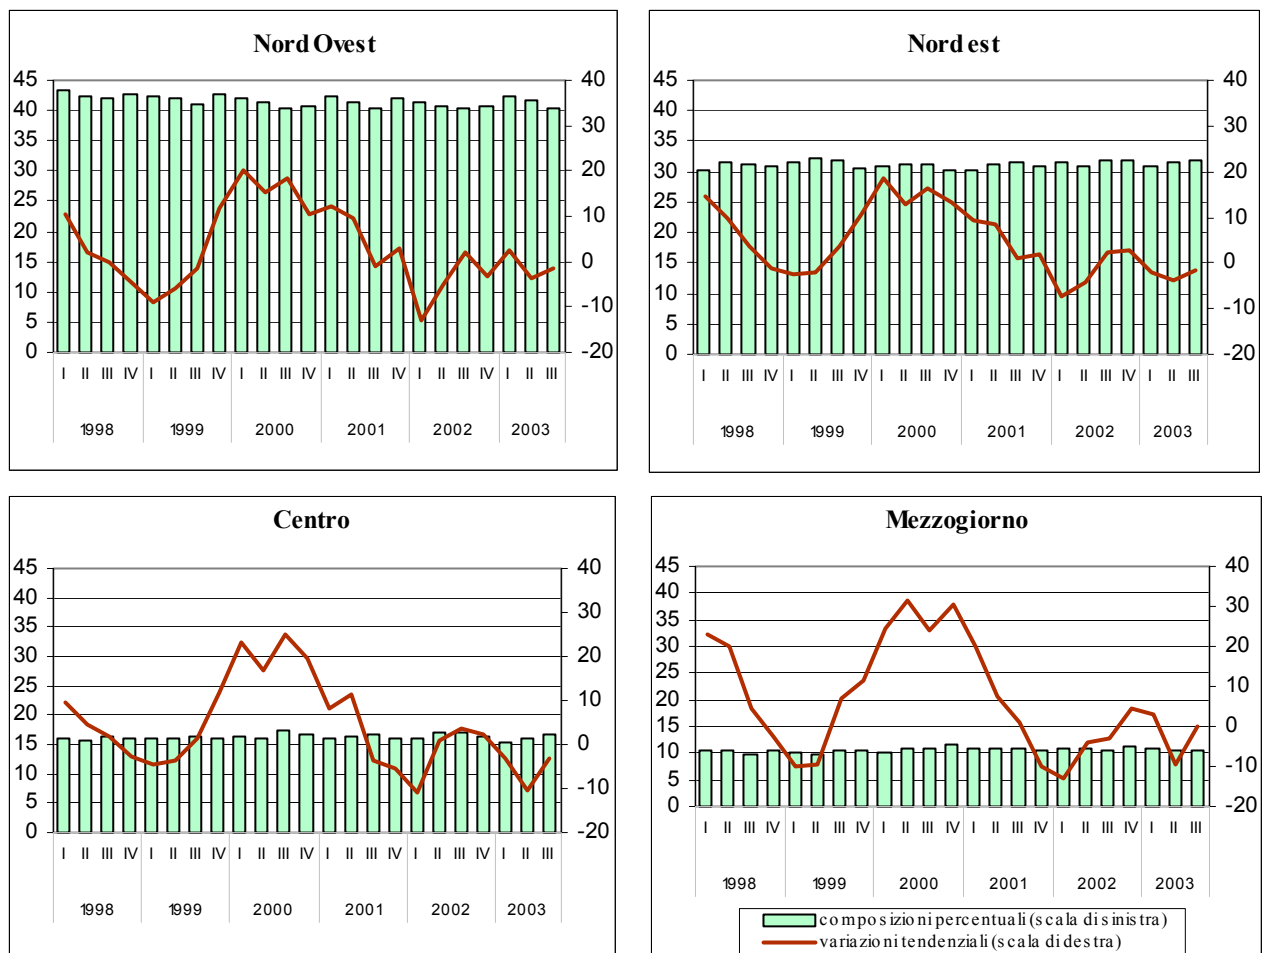 Nord Ovest
45 40
40 30
35
30 20
25 10
20
15 0
10 -10
5
0 -20
I II III IV I II III IV I II III IV I II III IV I II III IV I II III
1998 1999 2000 2001 2002 2003
Nord est
45 40
40 30
35
30 20
25 10
20
15 0
10 -10
5
0 -20
I II III IV I II III IV I II III IV I II III IV I II III IV I II III
1998 1999 2000 2001 2002 2003
Centro
45 40
40 30
35
30 20
25 10
20
15 0
10 -10
5
0 -20
I II III IV I II III IV I II III IV I II III IV I II III IV I II III
1998 1999 2000 2001 2002 2003
Mezzogiorno
45 40
40 30
35
30 20
25 10
20
15 0
10 -10
5
0 -20
I II III IV I II III IV I II III IV I II III IV I II III IV I II III
1998 1999 2000 2001 2002 2003
composizioni percentuali (scala di sinistra)
variazioni tendenziali (scala di destra)